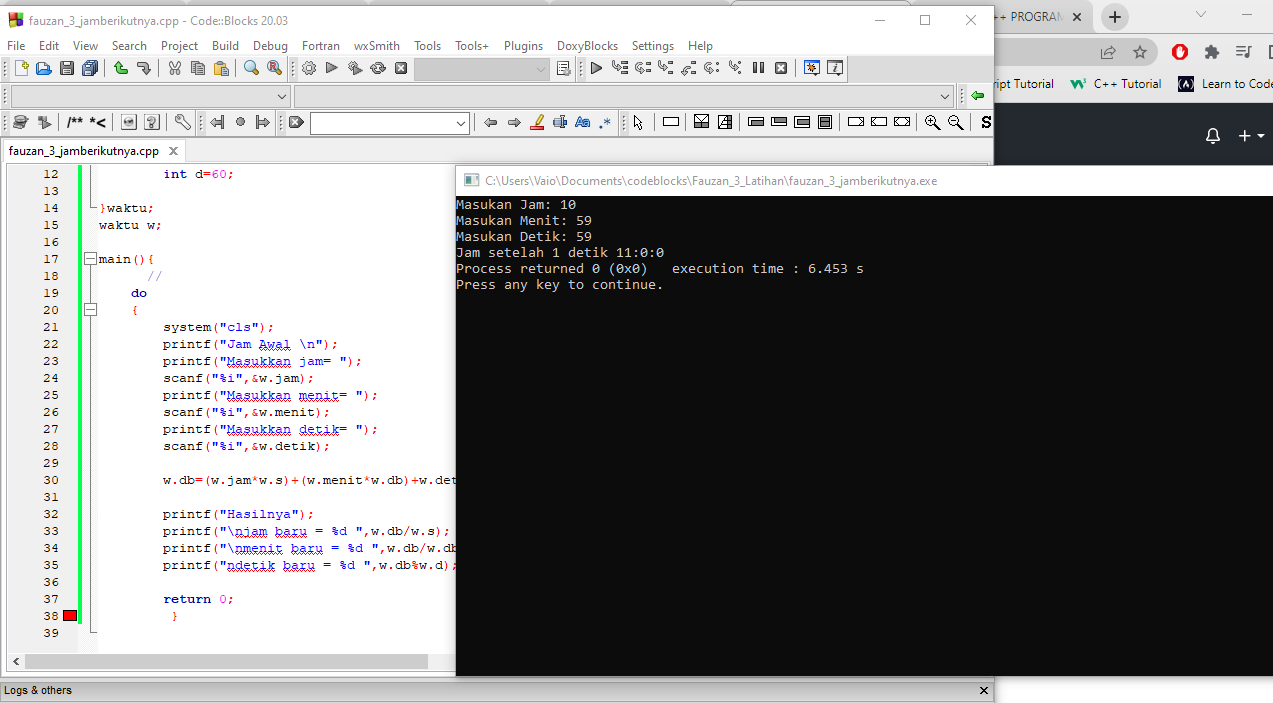 fauzan_3_jamberikutnya.cpp - Code::Blocks 20.03
++ PROGRAM
File Edit View Search Project Build Debug Fortran wxSmith Tools Tools+ Plugins DoxyBlocks Settings Help
ript Tutorial C++ Tutorial Learn to Code
/** *< Aa .* S
fauzan_3_jamberikutnya.cpp
12 int d=60;
13
14 }waktu;
15 waktu w;
16
17 main(){
18 //
19 do
20 {
21 system("cls");
22 printf("Jam Awal \n");
23 printf("Masukkan jam= ");
24 scanf("%i",&w.jam);
25 printf("Masukkan menit= ");
26 scanf("%i",&w.menit);
27 printf("Masukkan detik= ");
28 scanf("%i",&w.detik);
29
30 w.db=(w.jam*w.s)+(w.menit*w.db)+w.det
31
32 printf("Hasilnya");
33 printf("\njam baru = %d ",w.db/w.s);
34 printf("\nmenit baru = %d ",w.db/w.db
35 printf("ndetik baru = %d ",w.db%w.d);
36
37 return 0;
38 }
39
C:\Users\Vaio\Documents\codeblocks\Fauzan_3_Latihan\fauzan_3_jamberikutnya.exe
Masukan Jam: 10
Masukan Menit: 59
Masukan Detik: 59
Jam setelah 1 detik 11:0:0
Process returned 0 (0x0) execution time : 6.453 s
Press any key to continue.
Logs & others